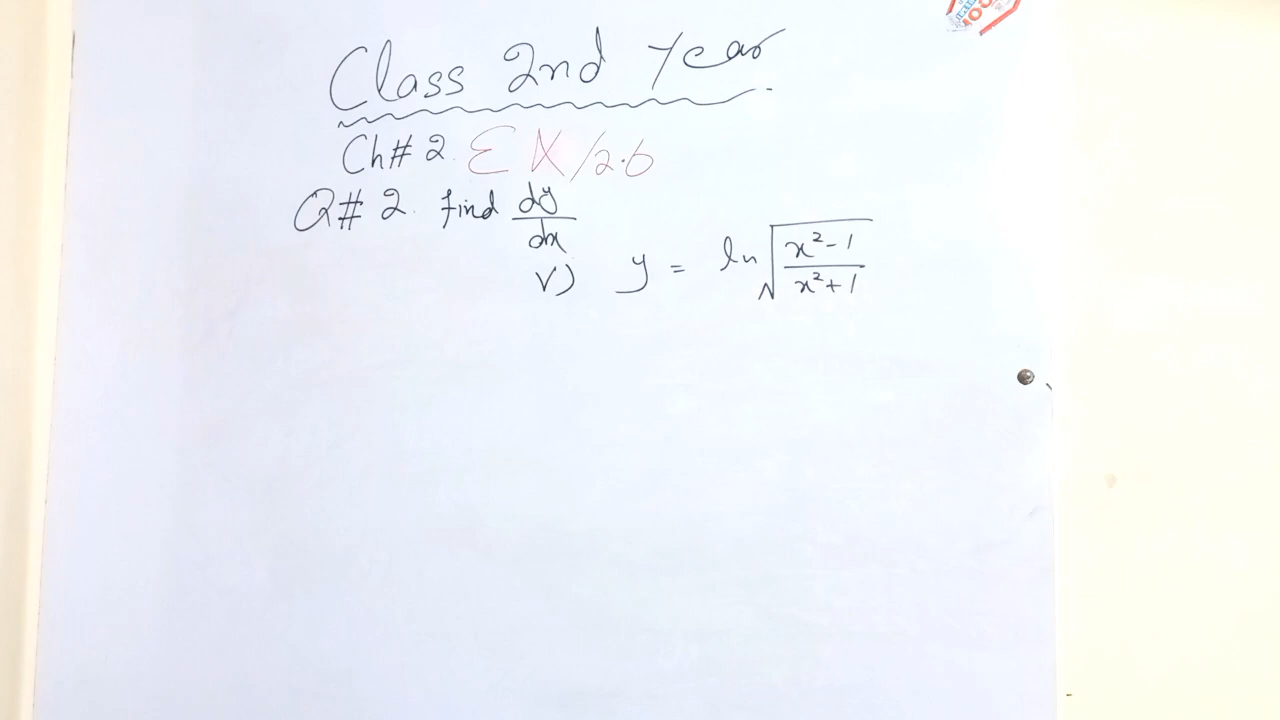 Class 2nd Year
Ch# 2. EX/2.6
Q# 2. find dy/dx
v) y = ln √((x²-1)/(x²+1))